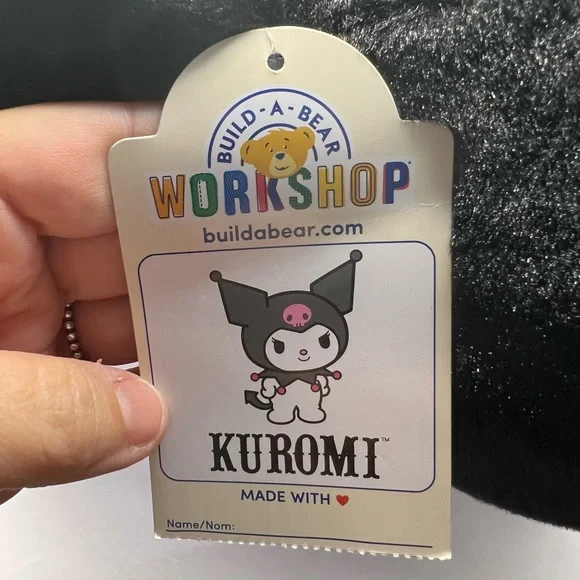 BUILD-A-BEAR
WORKSHOP®
buildabear.com
KUROMI™
MADE WITH ♥
Name/Nom: